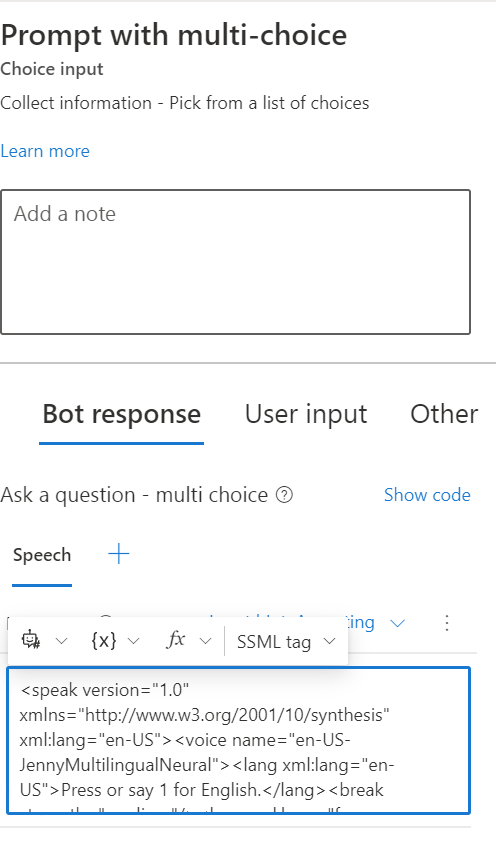 Prompt with multi-choice
Choice input
Collect information - Pick from a list of choices
Learn more
Add a note
Bot response User input Other
Ask a question - multi choice Show code
Speech
{x} fx SSML tag
<speak version="1.0"
xmlns="http://www.w3.org/2001/10/synthesis"
xml:lang="en-US"><voice name="en-US-
JennyMultilingualNeural"><lang xml:lang="en-
US">Press or say 1 for English.</lang><break